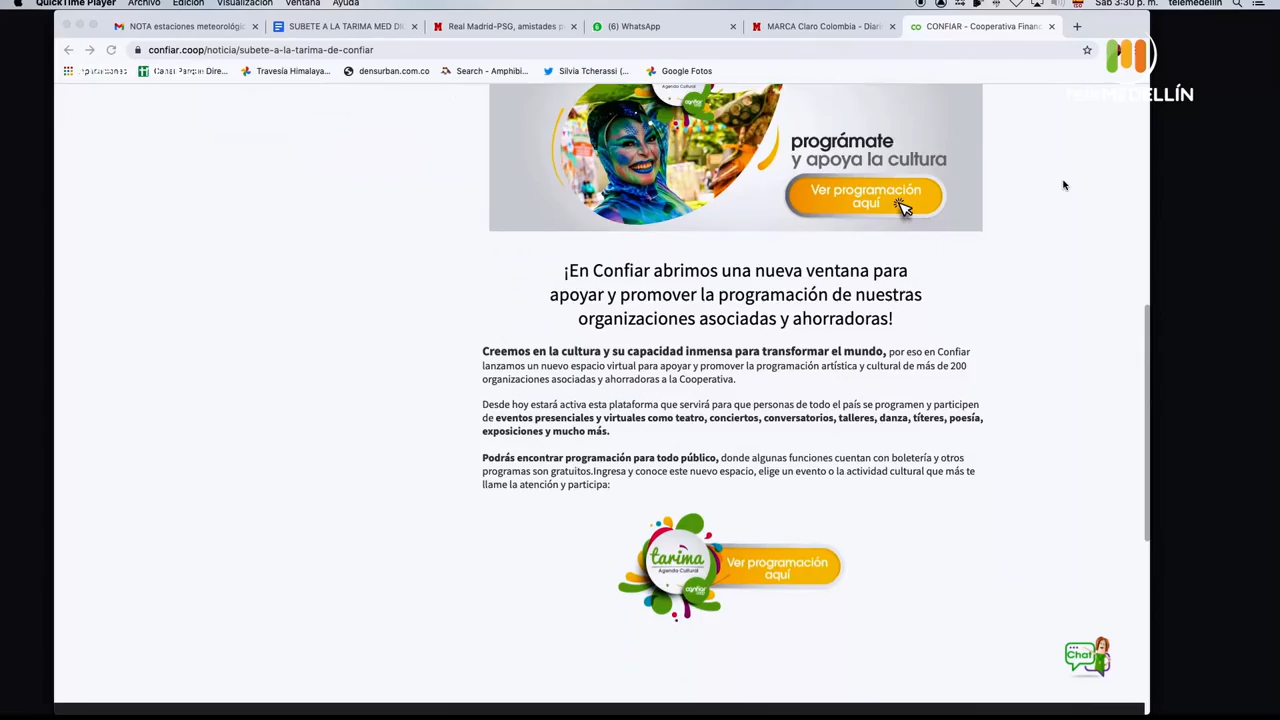 QuickTime Player Archivo Edición Visualización Ventana Ayuda Sáb 3:30 p. m. telemedellin
NOTA estaciones meteorológic
SUBETE A LA TARIMA MED DI
Real Madrid-PSG, amistades p
(6) WhatsApp
MARCA Claro Colombia - Diari
CONFIAR - Cooperativa Financ
confiar.coop/noticia/subete-a-la-tarima-de-confiar
Canal Parque Dire...
Travesía Himalaya...
densurban.com.co
Search - Amphibi...
Silvia Tcherassi (...
Google Fotos
TELEMEDELLÍN
Agenda Cultural
confiar
prográmate
y apoya la cultura
Ver programación
aquí
¡En Confiar abrimos una nueva ventana para
apoyar y promover la programación de nuestras
organizaciones asociadas y ahorradoras!
Creemos en la cultura y su capacidad inmensa para transformar el mundo, por eso en Confiar
lanzamos un nuevo espacio virtual para apoyar y promover la programación artística y cultural de más de 200
organizaciones asociadas y ahorradoras a la Cooperativa.
Desde hoy estará activa esta plataforma que servirá para que personas de todo el país se programen y participen
de eventos presenciales y virtuales como teatro, conciertos, conversatorios, talleres, danza, títeres, poesía,
exposiciones y mucho más.
Podrás encontrar programación para todo público, donde algunas funciones cuentan con boletería y otros
programas son gratuitos.Ingresa y conoce este nuevo espacio, elige un evento o la actividad cultural que más te
llame la atención y participa:
tarima
Agenda Cultural
confiar
Ver programación
aquí
Chat